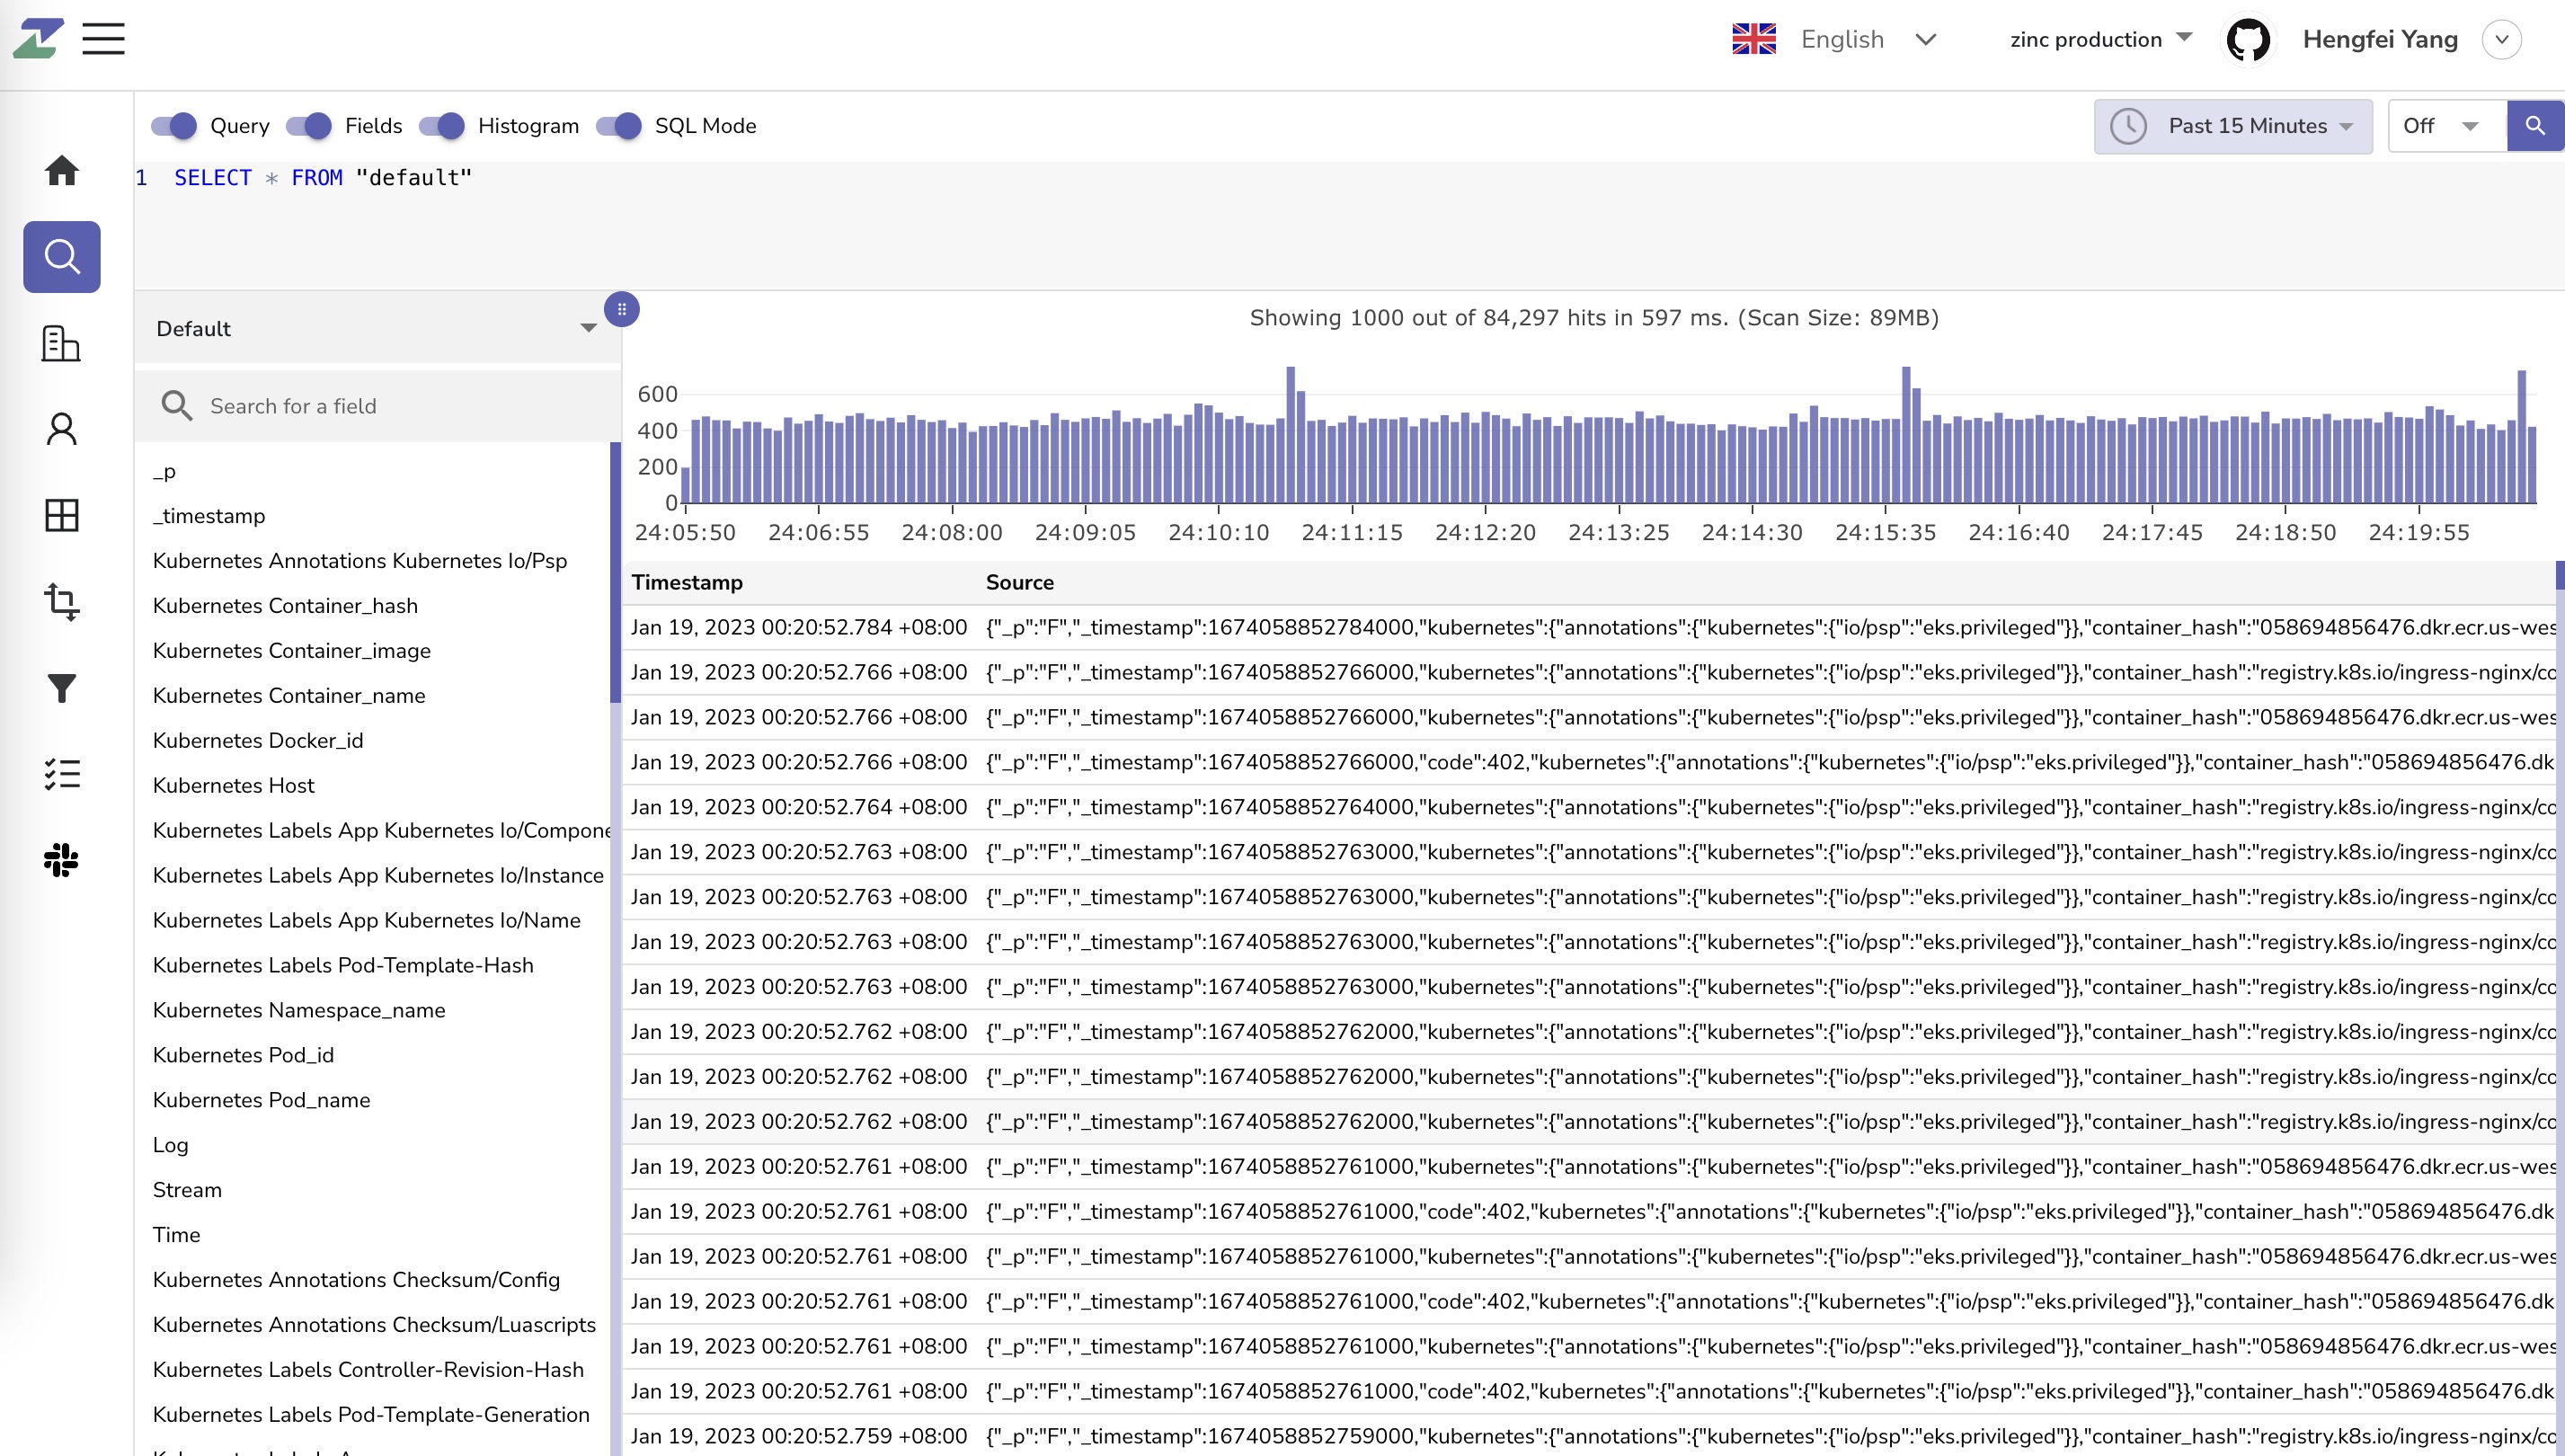 English
zinc production
Hengfei Yang
Query
Fields
Histogram
SQL Mode
Past 15 Minutes
Off
1 SELECT * FROM "default"
Default
Search for a field
_p
_timestamp
Kubernetes Annotations Kubernetes Io/Psp
Kubernetes Container_hash
Kubernetes Container_image
Kubernetes Container_name
Kubernetes Docker_id
Kubernetes Host
Kubernetes Labels App Kubernetes Io/Compone
Kubernetes Labels App Kubernetes Io/Instance
Kubernetes Labels App Kubernetes Io/Name
Kubernetes Labels Pod-Template-Hash
Kubernetes Namespace_name
Kubernetes Pod_id
Kubernetes Pod_name
Log
Stream
Time
Kubernetes Annotations Checksum/Config
Kubernetes Annotations Checksum/Luascripts
Kubernetes Labels Controller-Revision-Hash
Kubernetes Labels Pod-Template-Generation
Showing 1000 out of 84,297 hits in 597 ms. (Scan Size: 89MB)
600
400
200
0
24:05:50 24:06:55 24:08:00 24:09:05 24:10:10 24:11:15 24:12:20 24:13:25 24:14:30 24:15:35 24:16:40 24:17:45 24:18:50 24:19:55
Timestamp Source
Jan 19, 2023 00:20:52.784 +08:00 {"_p":"F","_timestamp":1674058852784000,"kubernetes":{"annotations":{"kubernetes":{"io/psp":"eks.privileged"}},"container_hash":"058694856476.dkr.ecr.us-wes
Jan 19, 2023 00:20:52.766 +08:00 {"_p":"F","_timestamp":1674058852766000,"kubernetes":{"annotations":{"kubernetes":{"io/psp":"eks.privileged"}},"container_hash":"registry.k8s.io/ingress-nginx/co
Jan 19, 2023 00:20:52.766 +08:00 {"_p":"F","_timestamp":1674058852766000,"kubernetes":{"annotations":{"kubernetes":{"io/psp":"eks.privileged"}},"container_hash":"058694856476.dkr.ecr.us-wes
Jan 19, 2023 00:20:52.766 +08:00 {"_p":"F","_timestamp":1674058852766000,"code":402,"kubernetes":{"annotations":{"kubernetes":{"io/psp":"eks.privileged"}},"container_hash":"058694856476.dk
Jan 19, 2023 00:20:52.764 +08:00 {"_p":"F","_timestamp":1674058852764000,"kubernetes":{"annotations":{"kubernetes":{"io/psp":"eks.privileged"}},"container_hash":"registry.k8s.io/ingress-nginx/co
Jan 19, 2023 00:20:52.763 +08:00 {"_p":"F","_timestamp":1674058852763000,"kubernetes":{"annotations":{"kubernetes":{"io/psp":"eks.privileged"}},"container_hash":"registry.k8s.io/ingress-nginx/co
Jan 19, 2023 00:20:52.763 +08:00 {"_p":"F","_timestamp":1674058852763000,"kubernetes":{"annotations":{"kubernetes":{"io/psp":"eks.privileged"}},"container_hash":"registry.k8s.io/ingress-nginx/co
Jan 19, 2023 00:20:52.763 +08:00 {"_p":"F","_timestamp":1674058852763000,"kubernetes":{"annotations":{"kubernetes":{"io/psp":"eks.privileged"}},"container_hash":"registry.k8s.io/ingress-nginx/co
Jan 19, 2023 00:20:52.763 +08:00 {"_p":"F","_timestamp":1674058852763000,"kubernetes":{"annotations":{"kubernetes":{"io/psp":"eks.privileged"}},"container_hash":"registry.k8s.io/ingress-nginx/co
Jan 19, 2023 00:20:52.762 +08:00 {"_p":"F","_timestamp":1674058852762000,"kubernetes":{"annotations":{"kubernetes":{"io/psp":"eks.privileged"}},"container_hash":"registry.k8s.io/ingress-nginx/co
Jan 19, 2023 00:20:52.762 +08:00 {"_p":"F","_timestamp":1674058852762000,"kubernetes":{"annotations":{"kubernetes":{"io/psp":"eks.privileged"}},"container_hash":"registry.k8s.io/ingress-nginx/co
Jan 19, 2023 00:20:52.762 +08:00 {"_p":"F","_timestamp":1674058852762000,"kubernetes":{"annotations":{"kubernetes":{"io/psp":"eks.privileged"}},"container_hash":"registry.k8s.io/ingress-nginx/co
Jan 19, 2023 00:20:52.761 +08:00 {"_p":"F","_timestamp":1674058852761000,"kubernetes":{"annotations":{"kubernetes":{"io/psp":"eks.privileged"}},"container_hash":"058694856476.dkr.ecr.us-wes
Jan 19, 2023 00:20:52.761 +08:00 {"_p":"F","_timestamp":1674058852761000,"code":402,"kubernetes":{"annotations":{"kubernetes":{"io/psp":"eks.privileged"}},"container_hash":"058694856476.dk
Jan 19, 2023 00:20:52.761 +08:00 {"_p":"F","_timestamp":1674058852761000,"kubernetes":{"annotations":{"kubernetes":{"io/psp":"eks.privileged"}},"container_hash":"058694856476.dkr.ecr.us-wes
Jan 19, 2023 00:20:52.761 +08:00 {"_p":"F","_timestamp":1674058852761000,"code":402,"kubernetes":{"annotations":{"kubernetes":{"io/psp":"eks.privileged"}},"container_hash":"058694856476.dk
Jan 19, 2023 00:20:52.761 +08:00 {"_p":"F","_timestamp":1674058852761000,"kubernetes":{"annotations":{"kubernetes":{"io/psp":"eks.privileged"}},"container_hash":"058694856476.dkr.ecr.us-wes
Jan 19, 2023 00:20:52.761 +08:00 {"_p":"F","_timestamp":1674058852761000,"code":402,"kubernetes":{"annotations":{"kubernetes":{"io/psp":"eks.privileged"}},"container_hash":"058694856476.dk
Jan 19, 2023 00:20:52.759 +08:00 {"_p":"F","_timestamp":1674058852759000,"kubernetes":{"annotations":{"kubernetes":{"io/psp":"eks.privileged"}},"container_hash":"registry.k8s.io/ingress-nginx/co